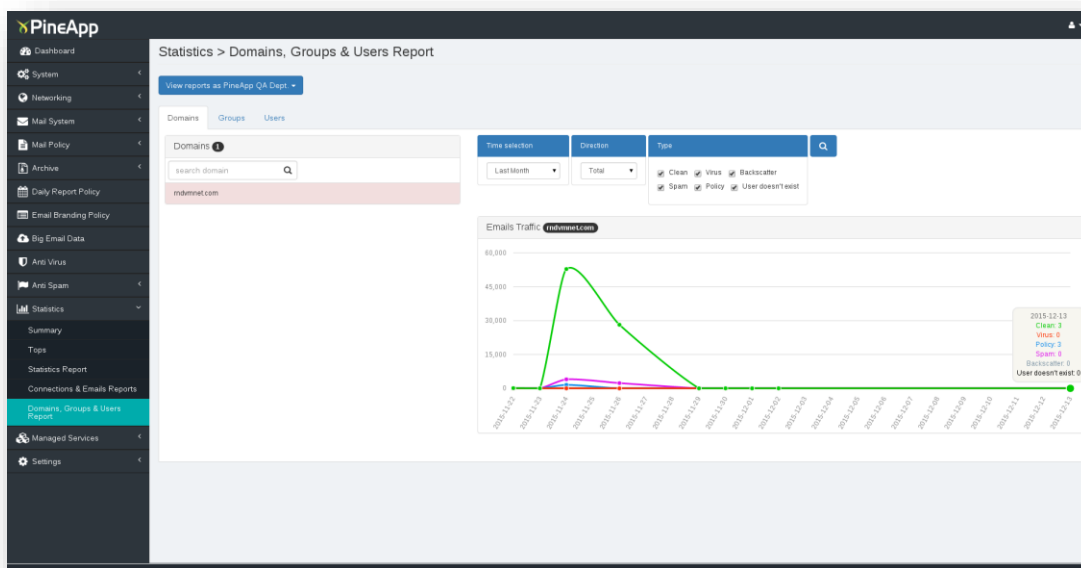 PineApp
Dashboard
System
Networking
Mail System
Mail Policy
Archive
Daily Report Policy
Email Branding Policy
Big Email Data
Anti Virus
Anti Spam
Statistics
Summary
Tops
Statistics Report
Connections & Emails Reports
Domains, Groups & Users
Report
Managed Services
Settings
Statistics > Domains, Groups & Users Report
View reports as PineApp QA Dept.
Domains Groups Users
Domains 1
search domain
rndvmnet.com
Time selection Direction Type
Last Month Total
Clean Virus Backscatter
Spam Policy User doesn't exist
Emails Traffic rndvmnet.com
60,000
45,000
30,000
15,000
0
2015-12-13
Clean: 3
Virus: 0
Policy: 3
Spam: 0
Backscatter: 0
User doesn't exist: 0
2015-11-22 2015-11-23 2015-11-24 2015-11-25 2015-11-26 2015-11-27 2015-11-28 2015-11-29 2015-11-30 2015-12-01 2015-12-02 2015-12-03 2015-12-04 2015-12-05 2015-12-06 2015-12-07 2015-12-08 2015-12-09 2015-12-10 2015-12-11 2015-12-12 2015-12-13